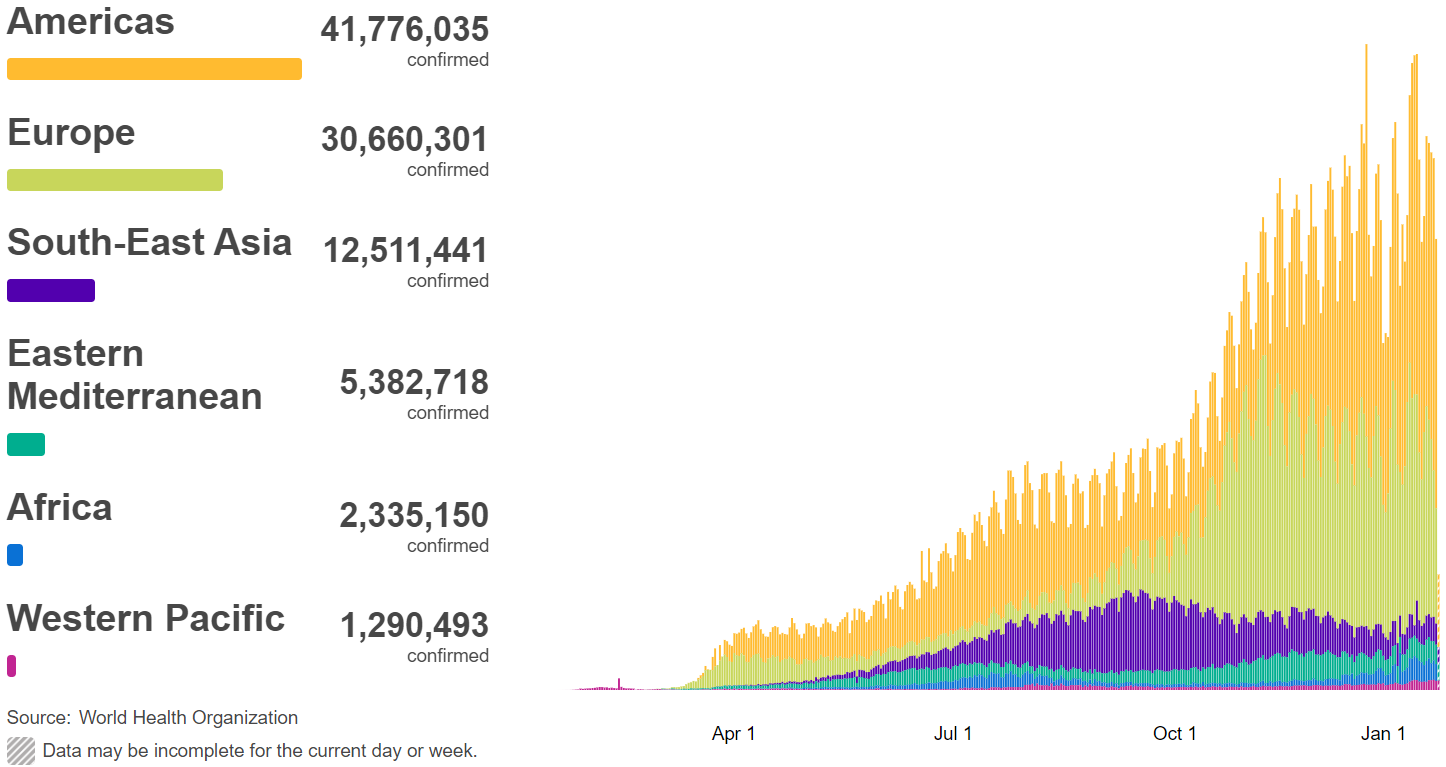 Americas
41,776,035
confirmed
Europe
30,660,301
confirmed
South-East Asia
12,511,441
confirmed
Eastern
Mediterranean
5,382,718
confirmed
Africa
2,335,150
confirmed
Western Pacific
1,290,493
confirmed
Source: World Health Organization
Data may be incomplete for the current day or week.
Apr 1
Jul 1
Oct 1
Jan 1